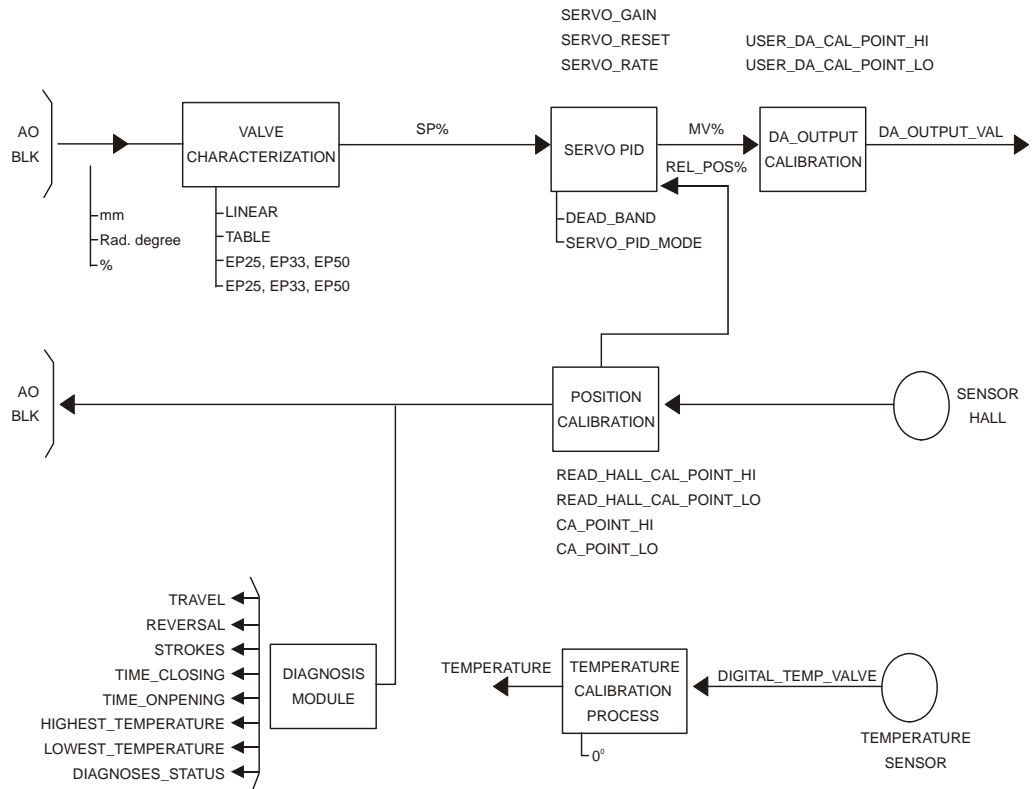 SERVO_GAIN
SERVO_RESET
SERVO_RATE
USER_DA_CAL_POINT_HI
USER_DA_CAL_POINT_LO
AO
BLK
VALVE
CHARACTERIZATION
SP%
SERVO PID
MV%
REL_POS%
DA_OUTPUT
CALIBRATION
DA_OUTPUT_VAL
mm
Rad. degree
%
LINEAR
TABLE
EP25, EP33, EP50
EP25, EP33, EP50
DEAD_BAND
SERVO_PID_MODE
AO
BLK
POSITION
CALIBRATION
SENSOR
HALL
READ_HALL_CAL_POINT_HI
READ_HALL_CAL_POINT_LO
CA_POINT_HI
CA_POINT_LO
TRAVEL
REVERSAL
STROKES
TIME_CLOSING
TIME_ONPENING
HIGHEST_TEMPERATURE
LOWEST_TEMPERATURE
DIAGNOSES_STATUS
DIAGNOSIS
MODULE
TEMPERATURE
TEMPERATURE
CALIBRATION
PROCESS
0⁰
DIGITAL_TEMP_VALVE
TEMPERATURE
SENSOR